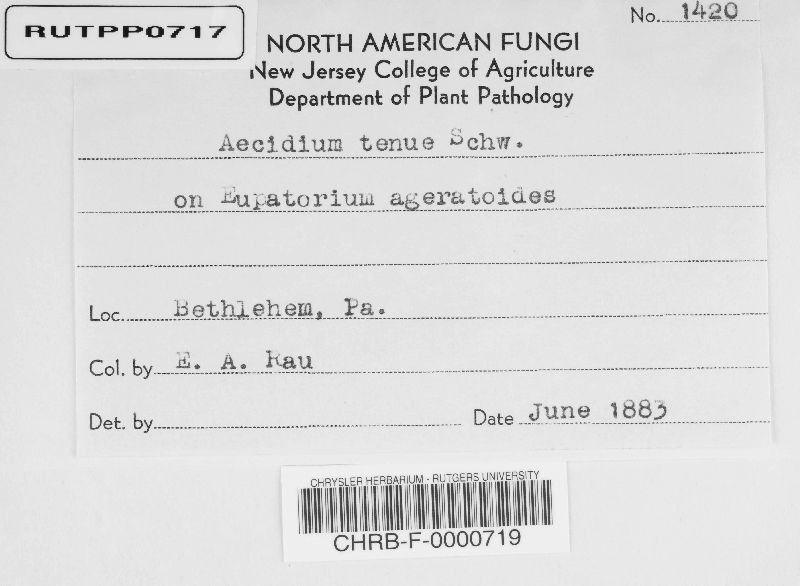 RUTPP0717
No. 1420
NORTH AMERICAN FUNGI
New Jersey College of Agriculture
Department of Plant Pathology
Aecidium tenue Schw.
on Eupatorium ageratoides
Loc. Bethlehem, Pa.
Col. by E. A. Rau
Det. by
Date June 1883
CHRYSLER HERBARIUM - RUTGERS UNIVERSITY
CHRB-F-0000719